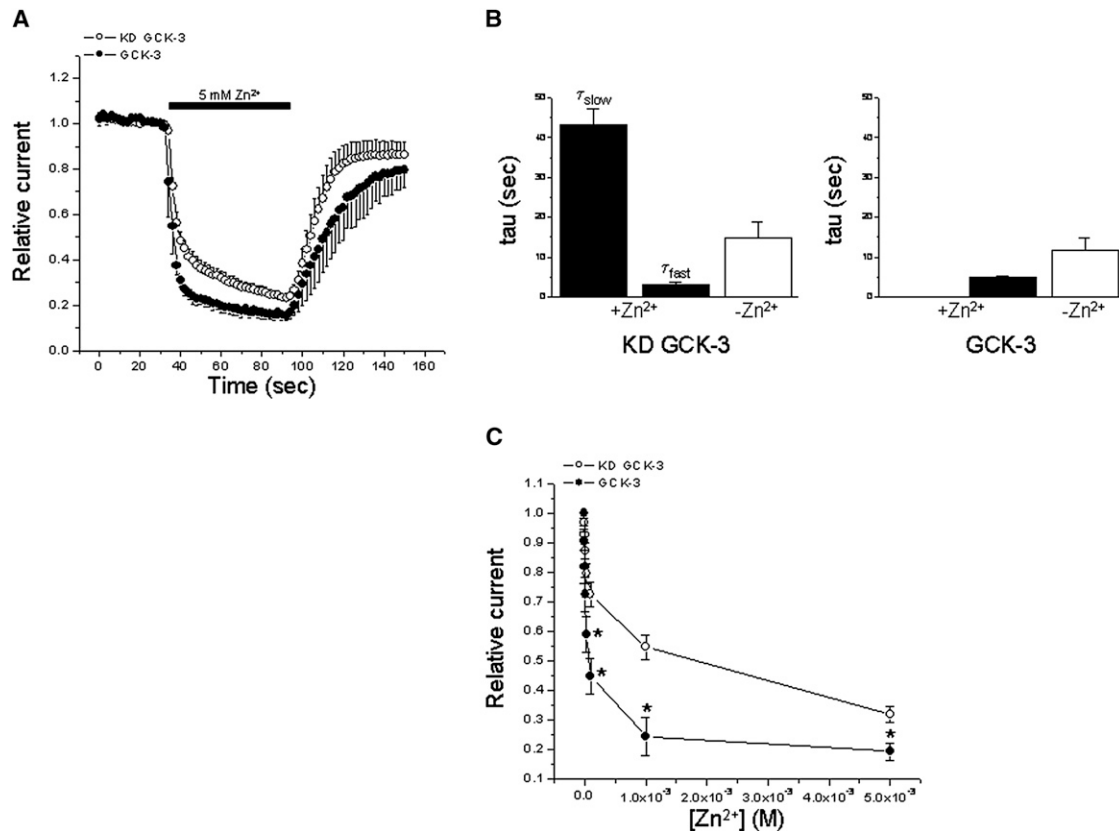 A
KD GCK-3
GCK-3
5 mM Zn²⁺
1.2
1.0
0.8
0.6
0.4
0.2
0.0
Relative current
0 20 40 60 80 100 120 140 160
Time (sec)
B
τslow
τfast
50
40
30
20
10
0
tau (sec)
+Zn²⁺ -Zn²⁺
KD GCK-3
50
40
30
20
10
0
tau (sec)
+Zn²⁺ -Zn²⁺
GCK-3
C
KD GCK-3
GCK-3
1.1
1.0
0.9
0.8
0.7
0.6
0.5
0.4
0.3
0.2
0.1
Relative current
*
*
*
*
0.0 1.0x10⁻³ 2.0x10⁻³ 3.0x10⁻³ 4.0x10⁻³ 5.0x10⁻³
[Zn²⁺] (M)